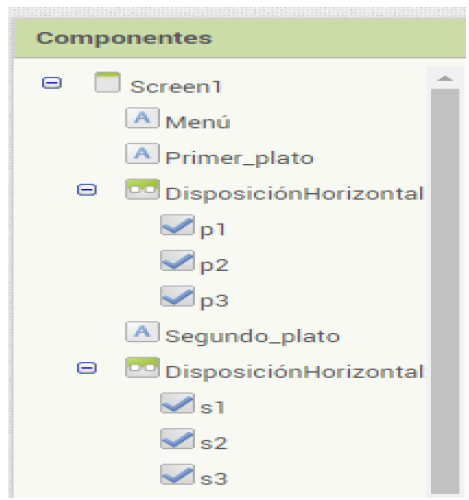 Componentes
Screen1
Menú
Primer_plato
DisposiciónHorizontal
p1
p2
p3
Segundo_plato
DisposiciónHorizontal
s1
s2
s3